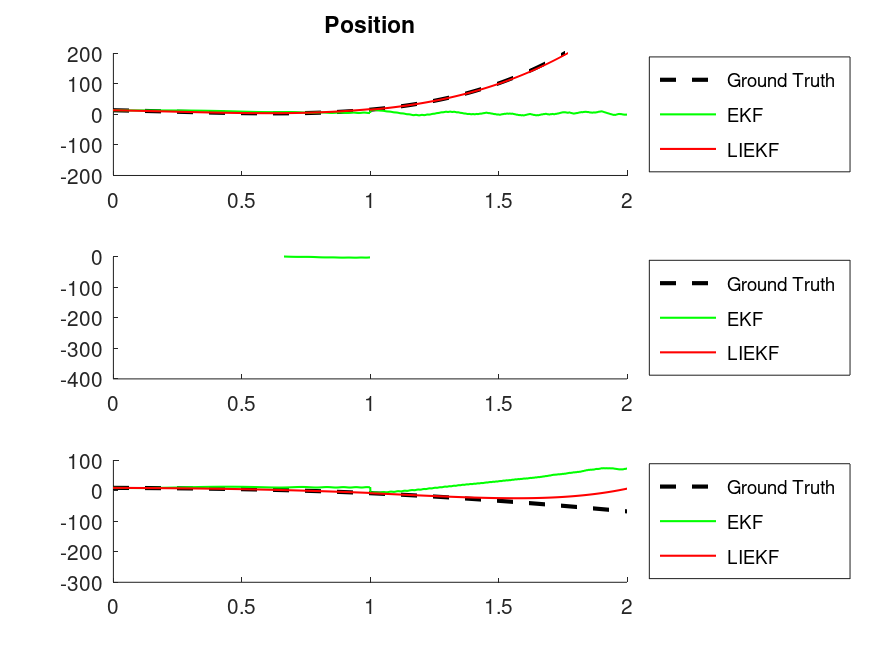 Position
200
100
0
-100
-200
0 0.5 1 1.5 2
Ground Truth
EKF
LIEKF
0
-100
-200
-300
-400
0 0.5 1 1.5 2
Ground Truth
EKF
LIEKF
100
0
-100
-200
-300
0 0.5 1 1.5 2
Ground Truth
EKF
LIEKF